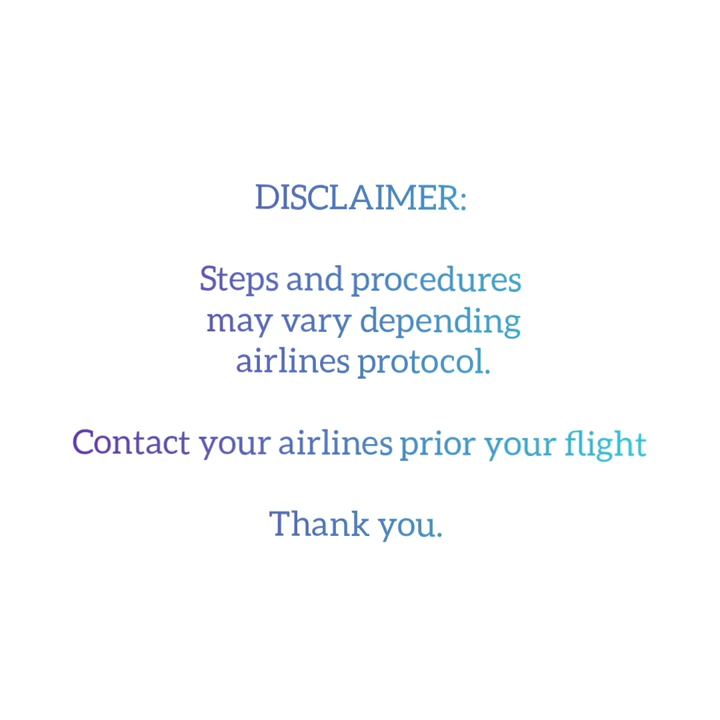 DISCLAIMER:
Steps and procedures
may vary depending
airlines protocol.
Contact your airlines prior your flight
Thank you.